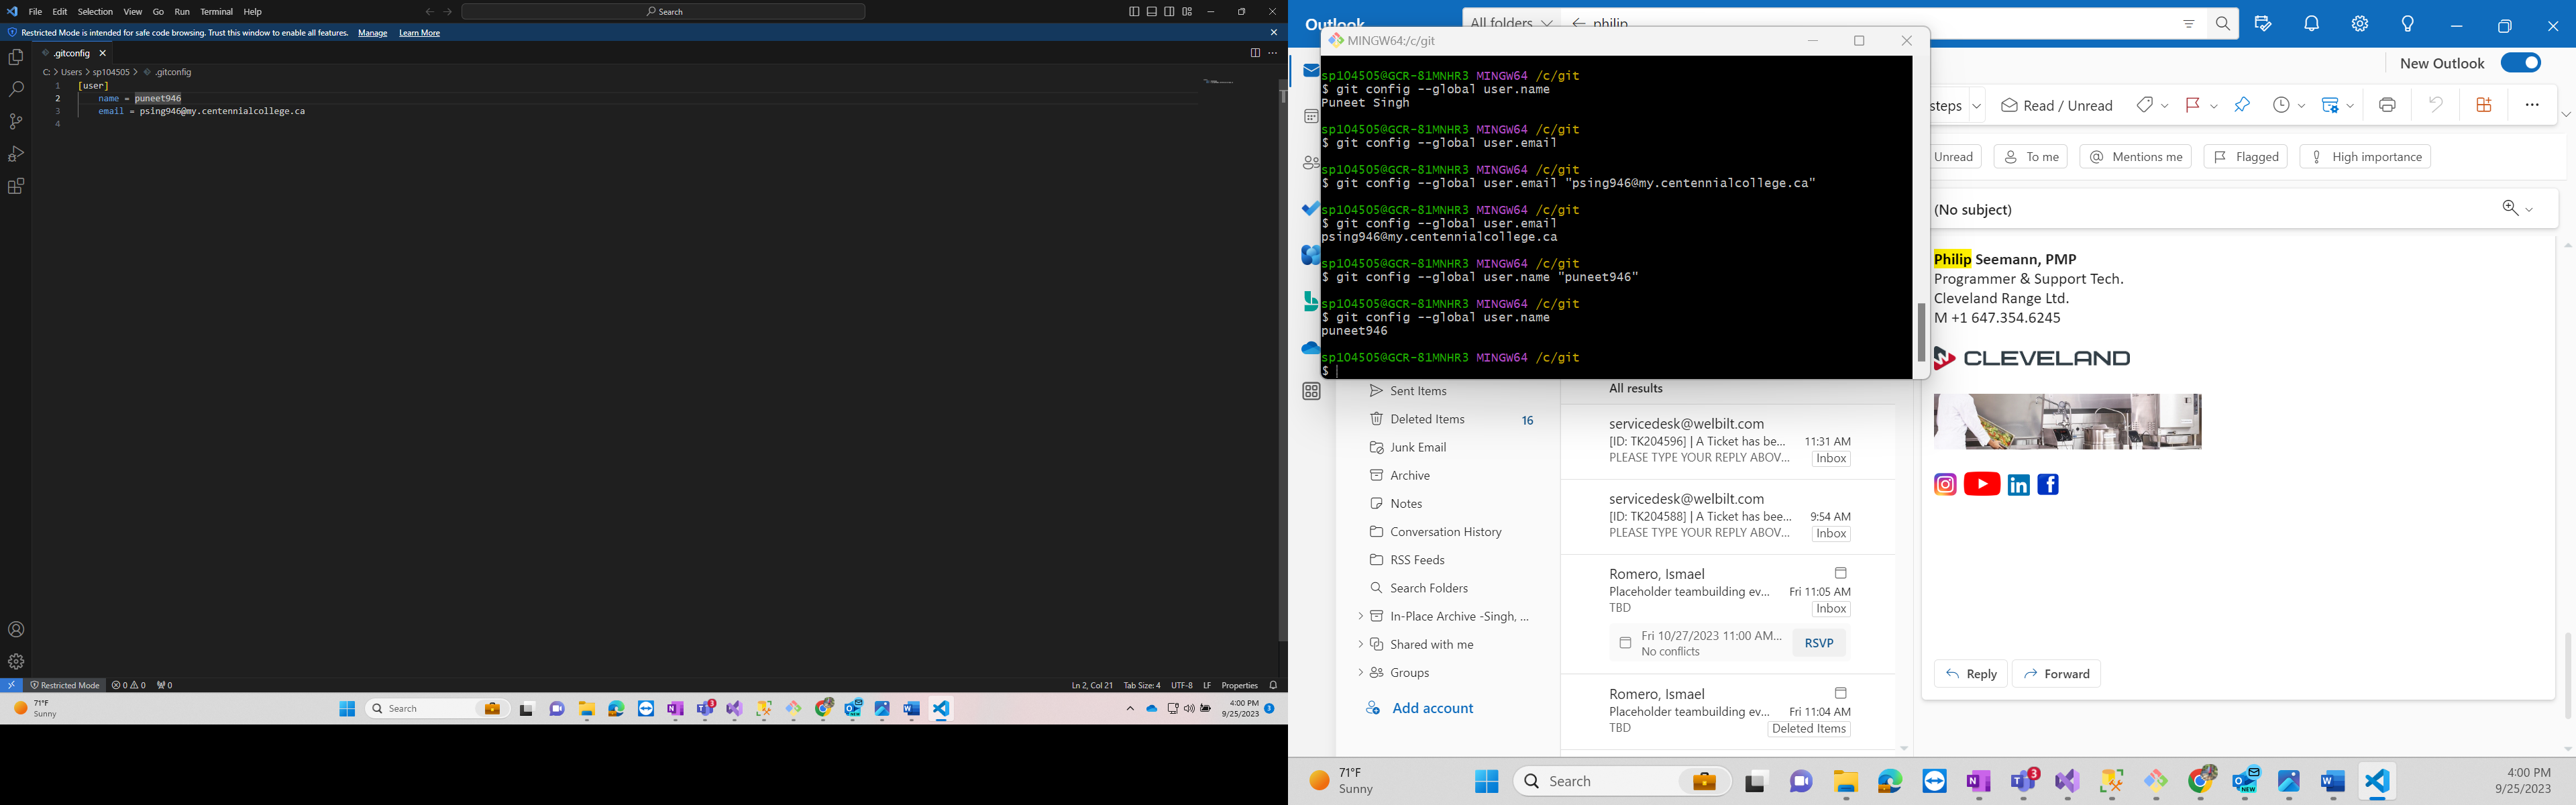 File Edit Selection View Go Run Terminal Help
Search
Restricted Mode is intended for safe code browsing. Trust this window to enable all features. Manage Learn More
.gitconfig
C: > Users > sp104505 > .gitconfig
1 [user]
2 name = puneet946
3 email = psing946@my.centennialcollege.ca
4
Restricted Mode 0 0 0
Ln 2, Col 21 Tab Size: 4 UTF-8 LF Properties
71°F
Sunny
Search
3
4:00 PM
9/25/2023
3
Outlook
All folders
philip
MINGW64:/c/git
sp104505@GCR-81MNHR3 MINGW64 /c/git
$ git config --global user.name
Puneet Singh
sp104505@GCR-81MNHR3 MINGW64 /c/git
$ git config --global user.email
sp104505@GCR-81MNHR3 MINGW64 /c/git
$ git config --global user.email "psing946@my.centennialcollege.ca"
sp104505@GCR-81MNHR3 MINGW64 /c/git
$ git config --global user.email
psing946@my.centennialcollege.ca
sp104505@GCR-81MNHR3 MINGW64 /c/git
$ git config --global user.name "puneet946"
sp104505@GCR-81MNHR3 MINGW64 /c/git
$ git config --global user.name
puneet946
sp104505@GCR-81MNHR3 MINGW64 /c/git
$
New Outlook
steps
Read / Unread
Unread
To me
Mentions me
Flagged
High importance
(No subject)
Philip Seemann, PMP
Programmer & Support Tech.
Cleveland Range Ltd.
M +1 647.354.6245
CLEVELAND
Reply
Forward
Sent Items
Deleted Items 16
Junk Email
Archive
Notes
Conversation History
RSS Feeds
Search Folders
In-Place Archive -Singh, ...
Shared with me
Groups
Add account
All results
servicedesk@welbilt.com
[ID: TK204596] | A Ticket has be... 11:31 AM
PLEASE TYPE YOUR REPLY ABOV... Inbox
servicedesk@welbilt.com
[ID: TK204588] | A Ticket has bee... 9:54 AM
PLEASE TYPE YOUR REPLY ABOV... Inbox
Romero, Ismael
Placeholder teambuilding ev... Fri 11:05 AM
TBD Inbox
Fri 10/27/2023 11:00 AM...
No conflicts
RSVP
Romero, Ismael
Placeholder teambuilding ev... Fri 11:04 AM
TBD Deleted Items
71°F
Sunny
Search
3
NEW
4:00 PM
9/25/2023